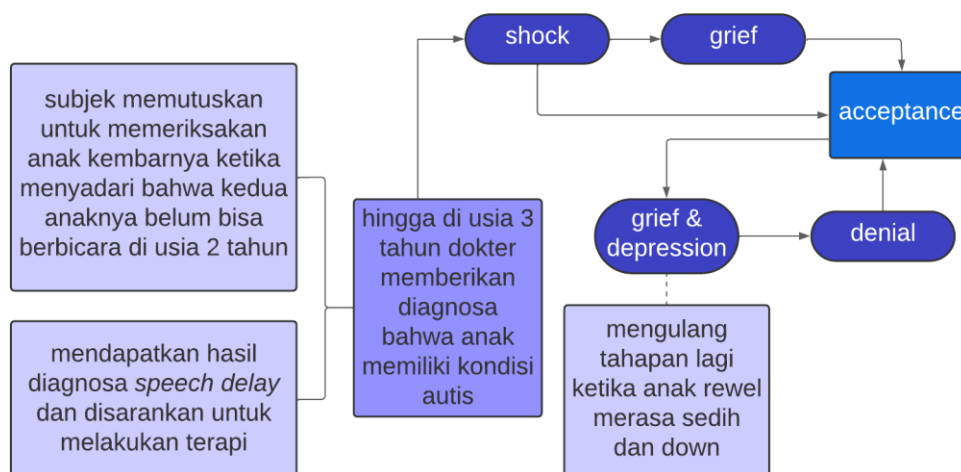 shock
grief
acceptance
subjek memutuskan
untuk memeriksakan
anak kembarnya ketika
menyadari bahwa kedua
anaknya belum bisa
berbicara di usia 2 tahun
hingga di usia 3
tahun dokter
memberikan
diagnosa
bahwa anak
memiliki kondisi
autis
grief &
depression
denial
mendapatkan hasil
diagnosa speech delay
dan disarankan untuk
melakukan terapi
mengulang
tahapan lagi
ketika anak rewel
merasa sedih
dan down